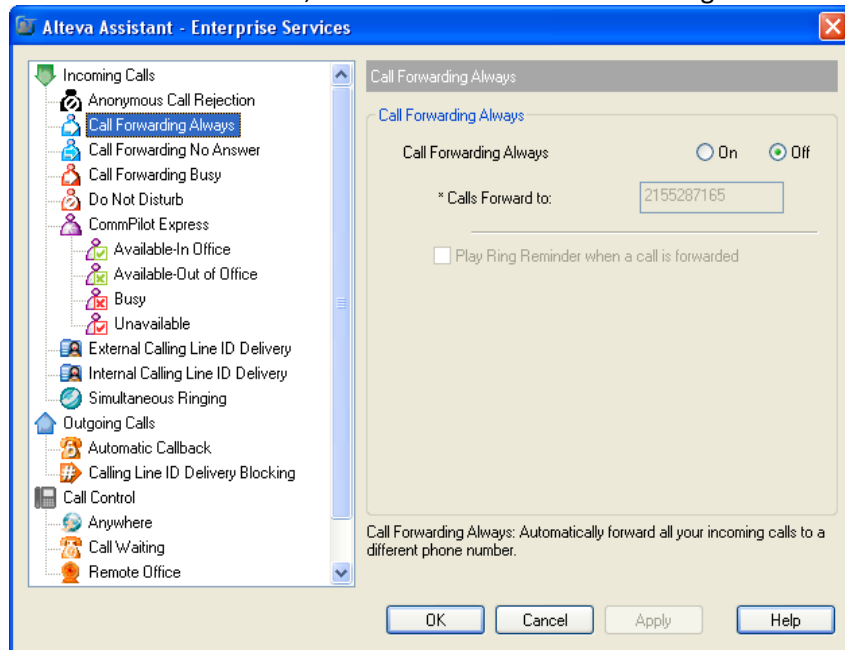 Alteva Assistant - Enterprise Services
Incoming Calls
Anonymous Call Rejection
Call Forwarding Always
Call Forwarding No Answer
Call Forwarding Busy
Do Not Disturb
CommPilot Express
Available-In Office
Available-Out of Office
Busy
Unavailable
External Calling Line ID Delivery
Internal Calling Line ID Delivery
Simultaneous Ringing
Outgoing Calls
Automatic Callback
Calling Line ID Delivery Blocking
Call Control
Anywhere
Call Waiting
Remote Office
Call Forwarding Always
Call Forwarding Always
Call Forwarding Always On Off
* Calls Forward to: 2155287165
Play Ring Reminder when a call is forwarded
Call Forwarding Always: Automatically forward all your incoming calls to a
different phone number.
OK Cancel Apply Help